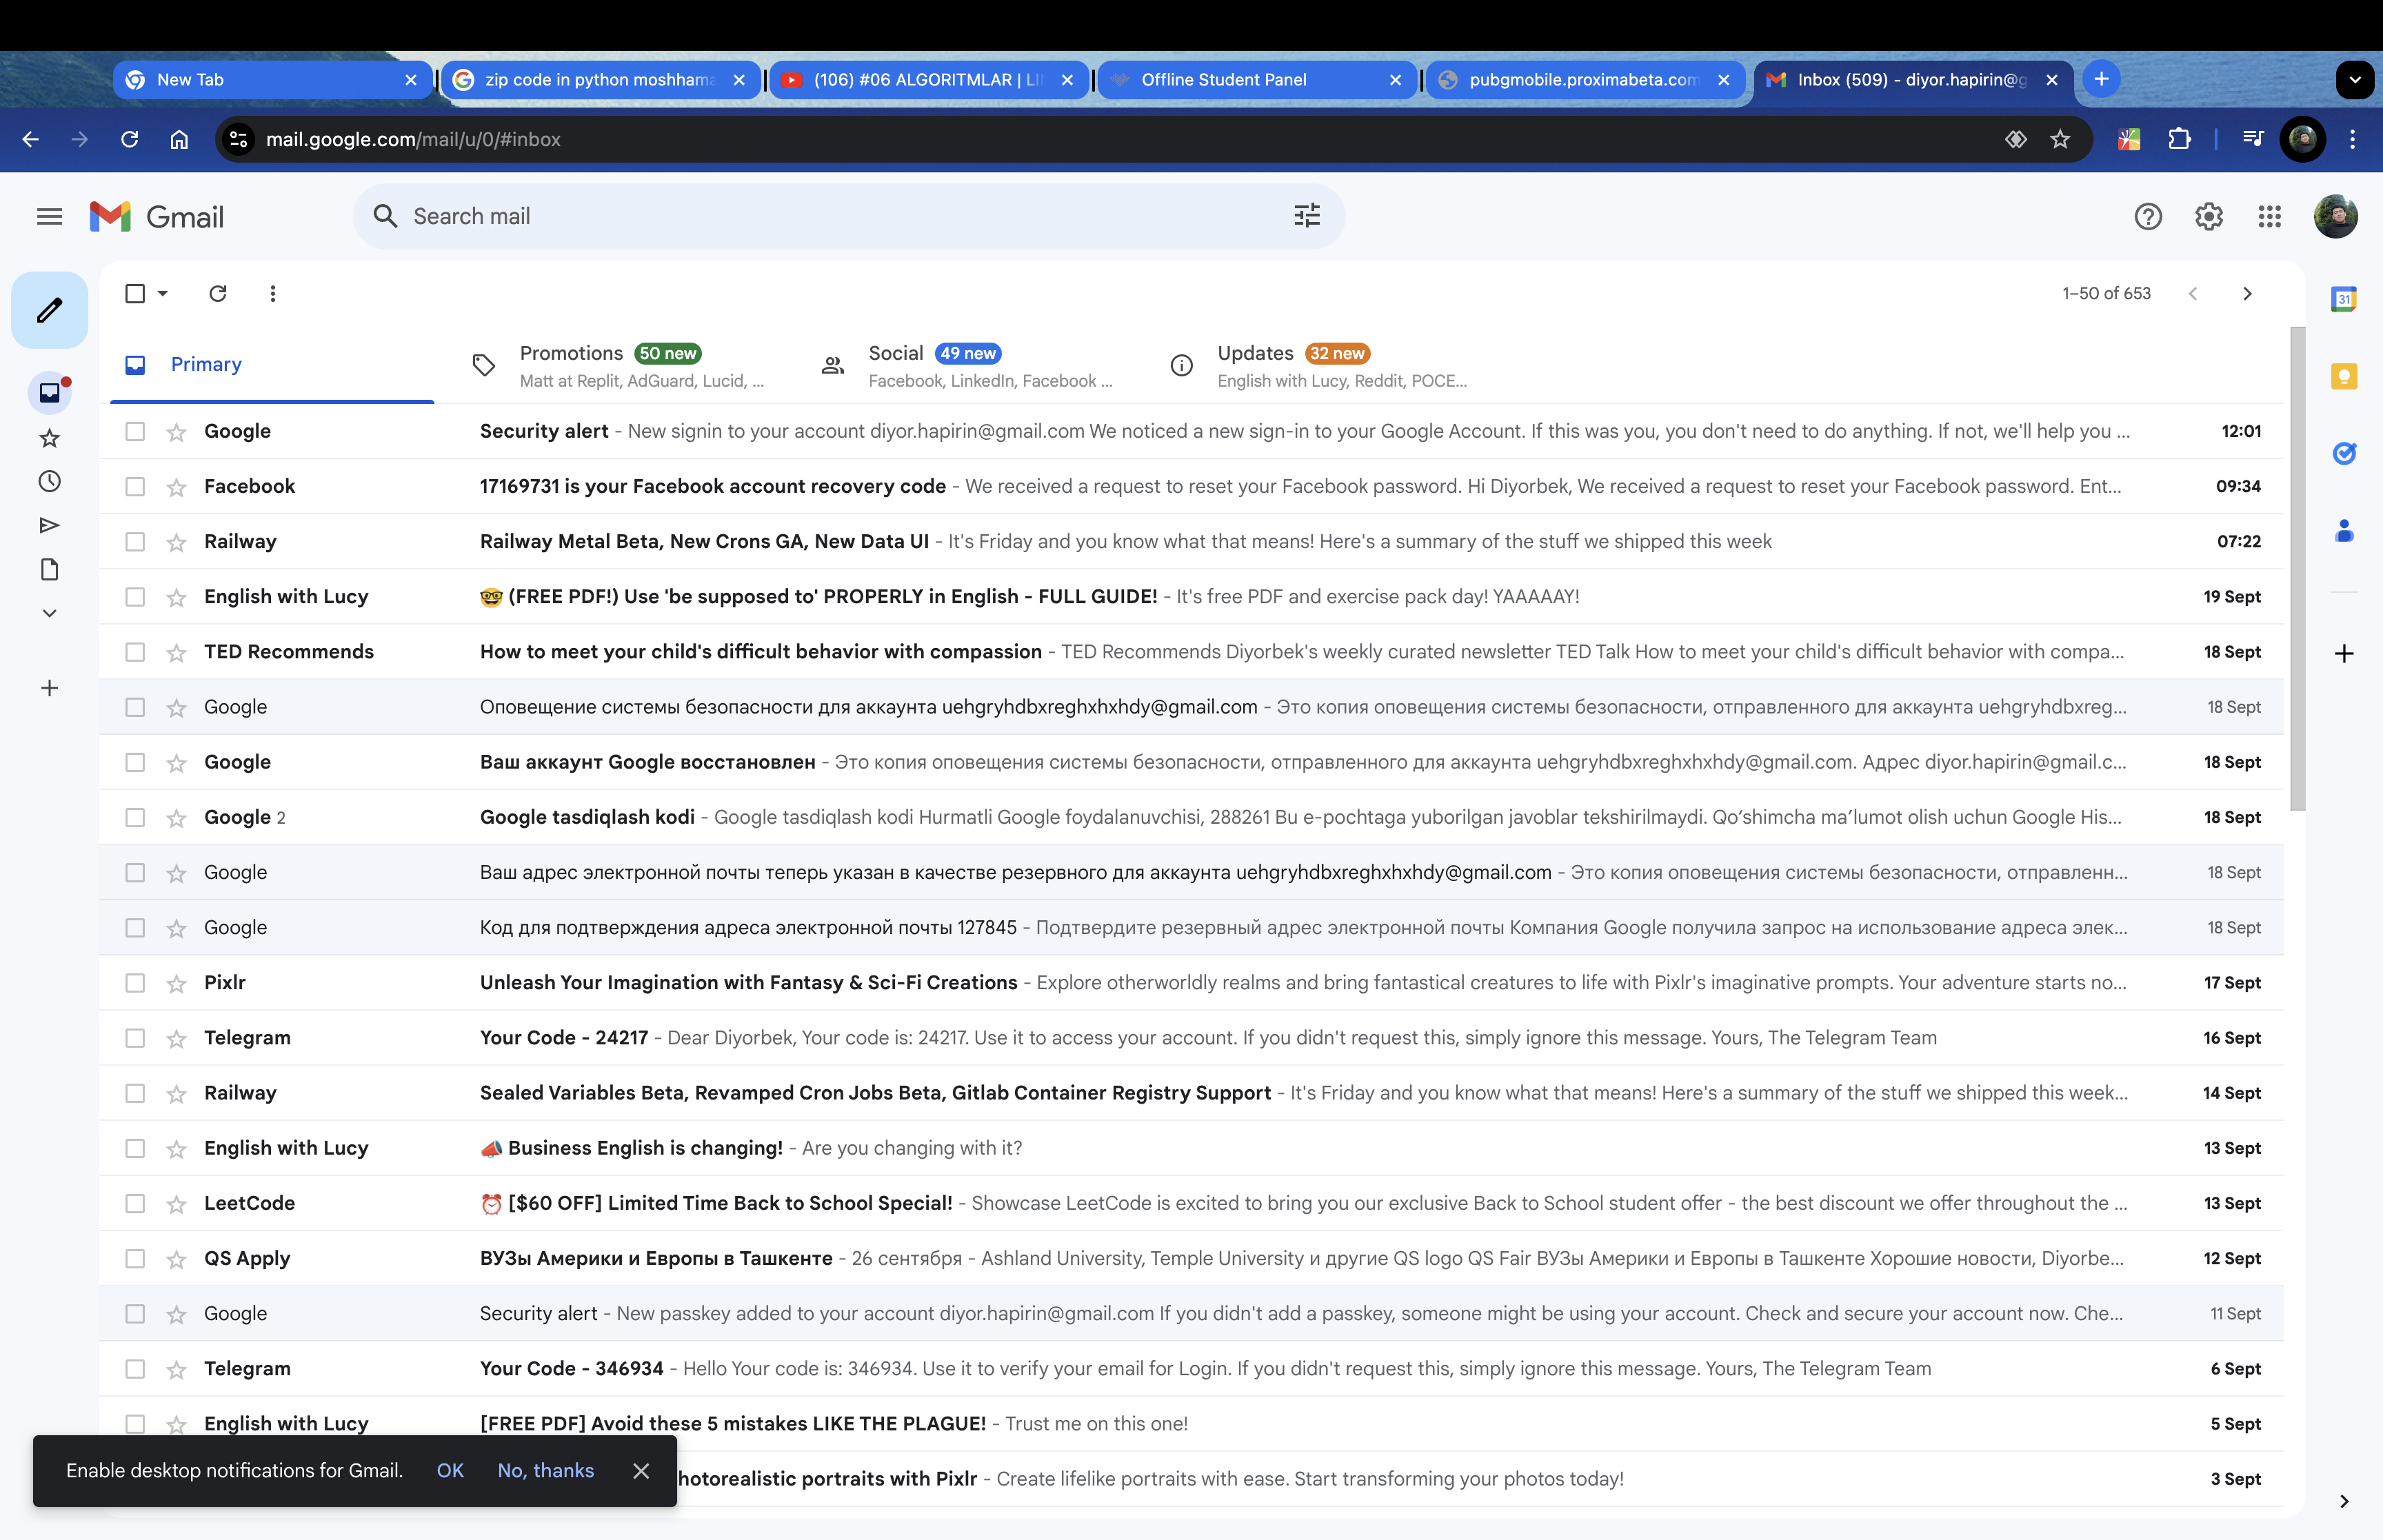 New Tab
zip code in python moshhama
(106) #06 ALGORITMLAR | LI
Offline Student Panel
pubgmobile.proximabeta.com
Inbox (509) - diyor.hapirin@g
mail.google.com/mail/u/0/#inbox
Gmail
Search mail
1–50 of 653
31
Primary
Promotions 50 new
Matt at Replit, AdGuard, Lucid, ...
Social 49 new
Facebook, LinkedIn, Facebook ...
Updates 32 new
English with Lucy, Reddit, POCE...
Google Security alert - New signin to your account diyor.hapirin@gmail.com We noticed a new sign-in to your Google Account. If this was you, you don't need to do anything. If not, we'll help you ... 12:01
Facebook 17169731 is your Facebook account recovery code - We received a request to reset your Facebook password. Hi Diyorbek, We received a request to reset your Facebook password. Ent... 09:34
Railway Railway Metal Beta, New Crons GA, New Data UI - It's Friday and you know what that means! Here's a summary of the stuff we shipped this week 07:22
English with Lucy 🤓 (FREE PDF!) Use 'be supposed to' PROPERLY in English - FULL GUIDE! - It's free PDF and exercise pack day! YAAAAAY! 19 Sept
TED Recommends How to meet your child's difficult behavior with compassion - TED Recommends Diyorbek's weekly curated newsletter TED Talk How to meet your child's difficult behavior with compa... 18 Sept
Google Оповещение системы безопасности для аккаунта uehgryhdbxreghxhxhdy@gmail.com - Это копия оповещения системы безопасности, отправленного для аккаунта uehgryhdbxreg... 18 Sept
Google Ваш аккаунт Google восстановлен - Это копия оповещения системы безопасности, отправленного для аккаунта uehgryhdbxreghxhxhdy@gmail.com. Адрес diyor.hapirin@gmail.c... 18 Sept
Google 2 Google tasdiqlash kodi - Google tasdiqlash kodi Hurmatli Google foydalanuvchisi, 288261 Bu e-pochtaga yuborilgan javoblar tekshirilmaydi. Qoʻshimcha maʼlumot olish uchun Google His... 18 Sept
Google Ваш адрес электронной почты теперь указан в качестве резервного для аккаунта uehgryhdbxreghxhxhdy@gmail.com - Это копия оповещения системы безопасности, отправленн... 18 Sept
Google Код для подтверждения адреса электронной почты 127845 - Подтвердите резервный адрес электронной почты Компания Google получила запрос на использование адреса элек... 18 Sept
Pixlr Unleash Your Imagination with Fantasy & Sci-Fi Creations - Explore otherworldly realms and bring fantastical creatures to life with Pixlr's imaginative prompts. Your adventure starts no... 17 Sept
Telegram Your Code - 24217 - Dear Diyorbek, Your code is: 24217. Use it to access your account. If you didn't request this, simply ignore this message. Yours, The Telegram Team 16 Sept
Railway Sealed Variables Beta, Revamped Cron Jobs Beta, Gitlab Container Registry Support - It's Friday and you know what that means! Here's a summary of the stuff we shipped this week... 14 Sept
English with Lucy 📣 Business English is changing! - Are you changing with it? 13 Sept
LeetCode ⏰ [$60 OFF] Limited Time Back to School Special! - Showcase LeetCode is excited to bring you our exclusive Back to School student offer - the best discount we offer throughout the ... 13 Sept
QS Apply ВУЗы Америки и Европы в Ташкенте - 26 сентября - Ashland University, Temple University и другие QS logo QS Fair ВУЗы Америки и Европы в Ташкенте Хорошие новости, Diyorbe... 12 Sept
Google Security alert - New passkey added to your account diyor.hapirin@gmail.com If you didn't add a passkey, someone might be using your account. Check and secure your account now. Che... 11 Sept
Telegram Your Code - 346934 - Hello Your code is: 346934. Use it to verify your email for Login. If you didn't request this, simply ignore this message. Yours, The Telegram Team 6 Sept
English with Lucy [FREE PDF] Avoid these 5 mistakes LIKE THE PLAGUE! - Trust me on this one! 5 Sept
hotorealistic portraits with Pixlr - Create lifelike portraits with ease. Start transforming your photos today! 3 Sept
Enable desktop notifications for Gmail. OK No, thanks